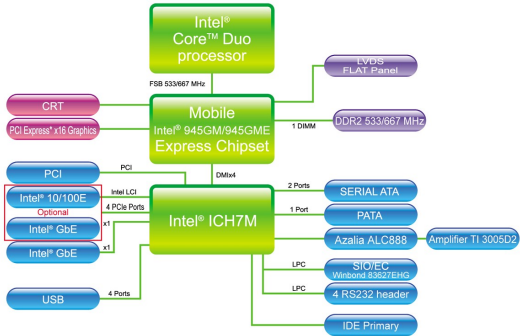 Intel®
Core™ Duo
processor
FSB 533/667 MHz
LVDS
FLAT Panel
CRT
PCI Express* x16 Graphics
Mobile
Intel® 945GM/945GME
Express Chipset
1 DIMM
DDR2 533/667 MHz
DMIx4
PCI
PCI
Intel® 10/100E
Intel LCI
Optional
4 PCIe Ports
Intel® GbE
x1
Intel® GbE
x1
USB
4 Ports
Intel® ICH7M
2 Ports
SERIAL ATA
1 Port
PATA
Azalia ALC888
Amplifier TI 3005D2
LPC
SIO/EC
Winbond 83627EHG
LPC
4 RS232 header
IDE Primary